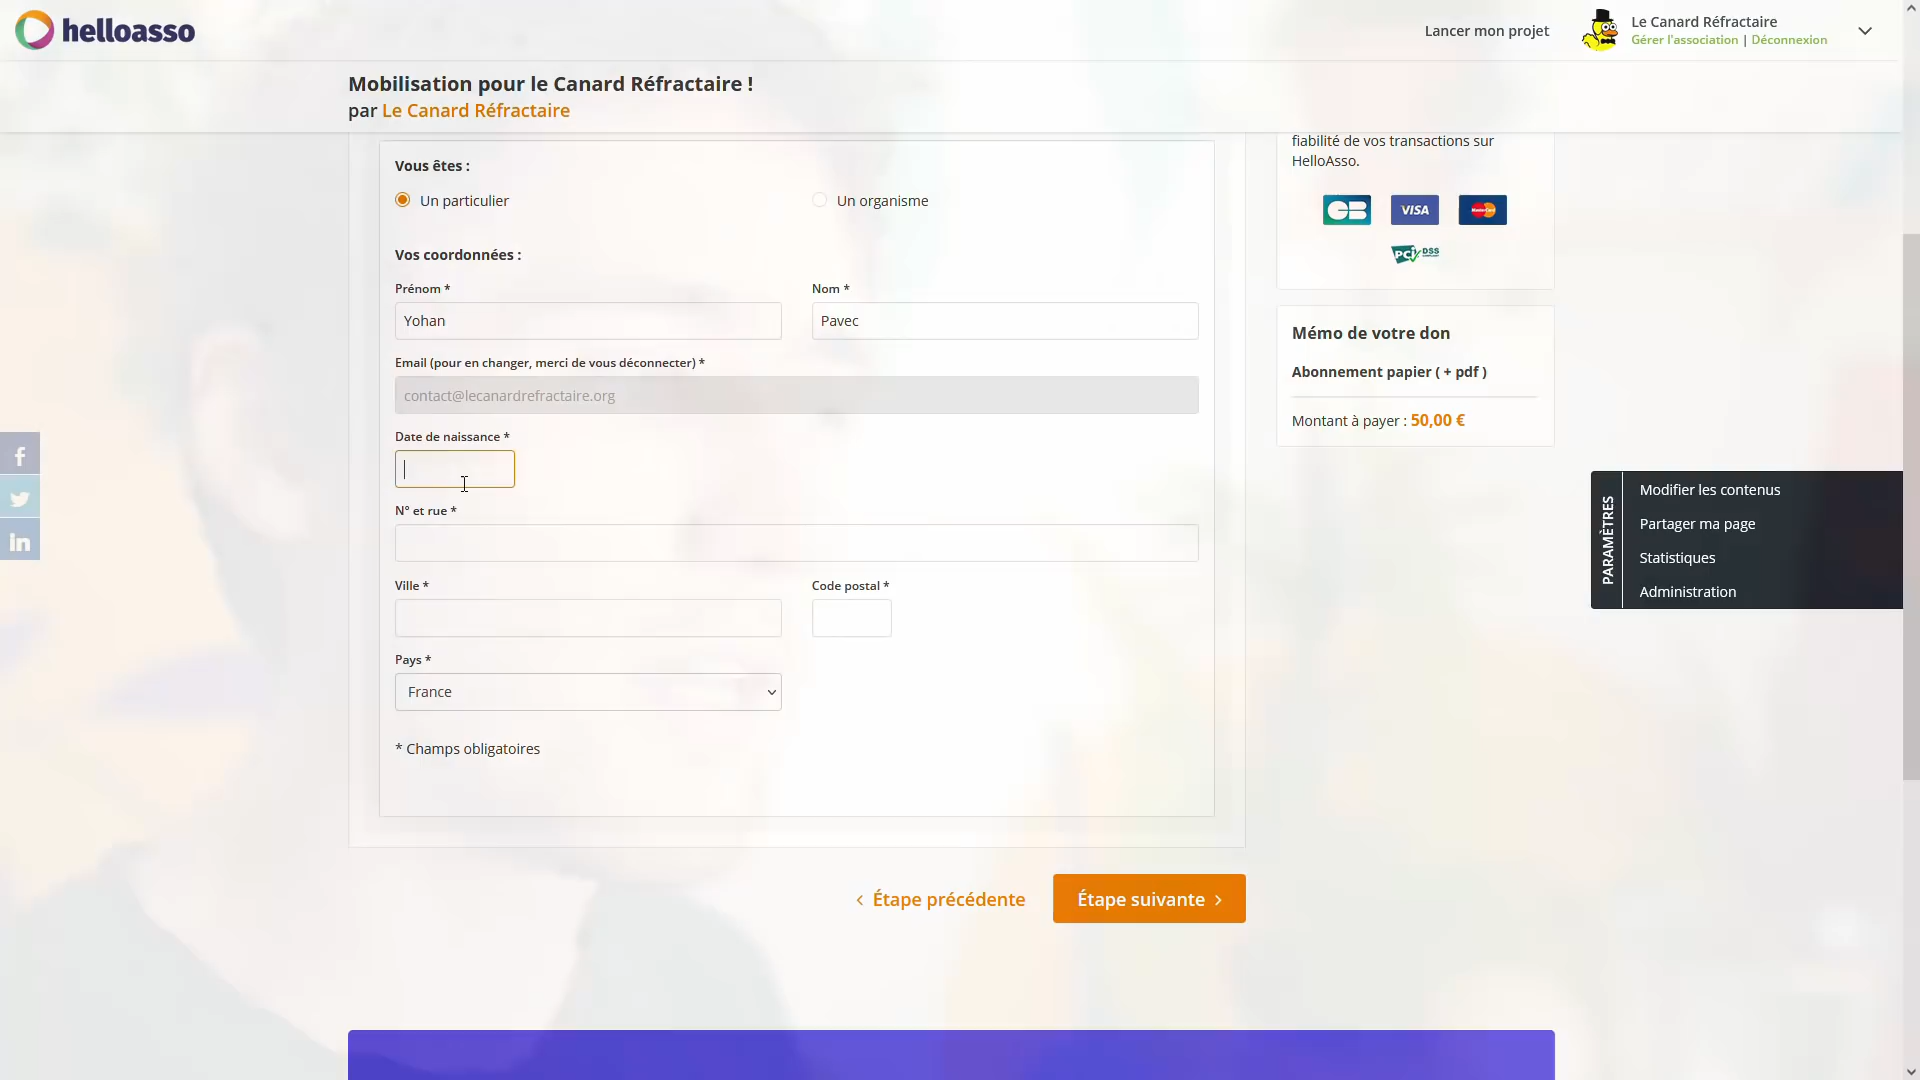 helloasso
Lancer mon projet
Le Canard Réfractaire
Gérer l'association | Déconnexion
Mobilisation pour le Canard Réfractaire !
par Le Canard Réfractaire
fiabilité de vos transactions sur
HelloAsso.
CB
VISA
MasterCard
PCI DSS
Vous êtes :
Un particulier
Un organisme
Vos coordonnées :
Prénom *
Nom *
Yohan
Pavec
Email (pour en changer, merci de vous déconnecter) *
contact@lecanardrefractaire.org
Date de naissance *
N° et rue *
Ville *
Code postal *
Pays *
France
* Champs obligatoires
Étape précédente
Étape suivante
Mémo de votre don
Abonnement papier ( + pdf )
Montant à payer : 50,00 €
PARAMÈTRES
Modifier les contenus
Partager ma page
Statistiques
Administration